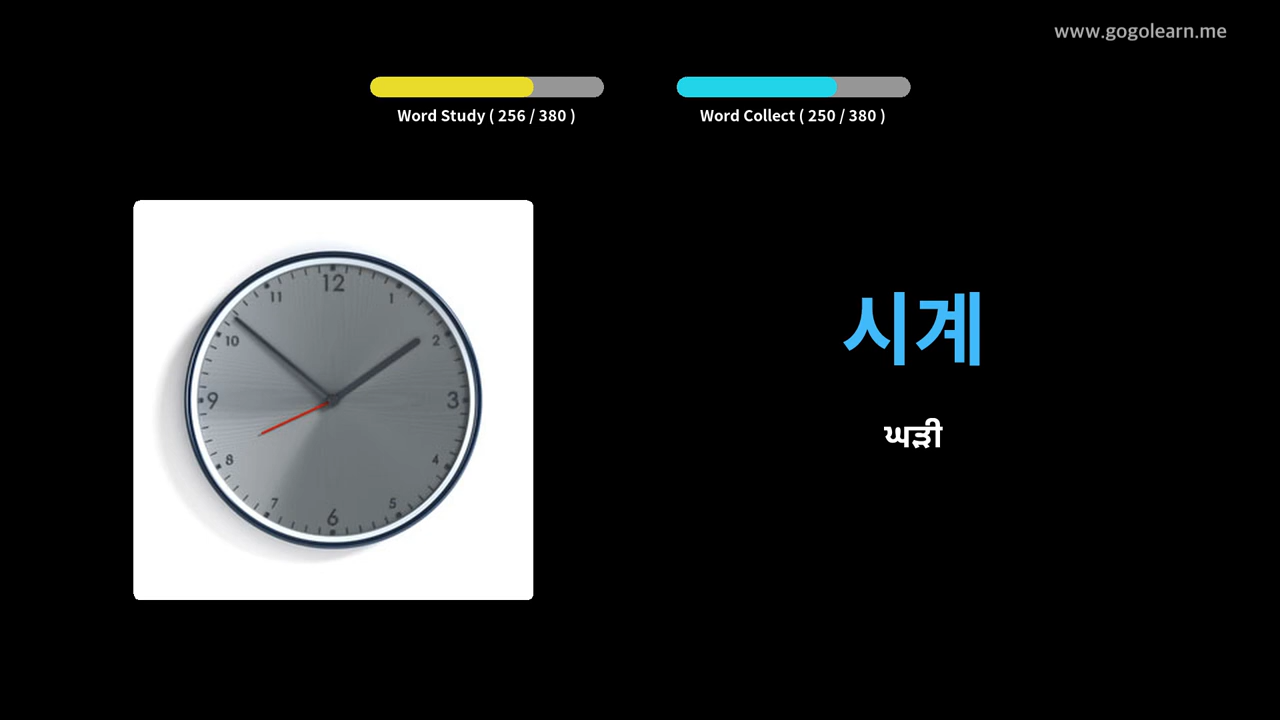 www.gogolearn.me
Word Study ( 256 / 380 )
Word Collect ( 250 / 380 )
12
11
1
10
2
9
3
8
4
7
5
6
시계
ਘੜੀ